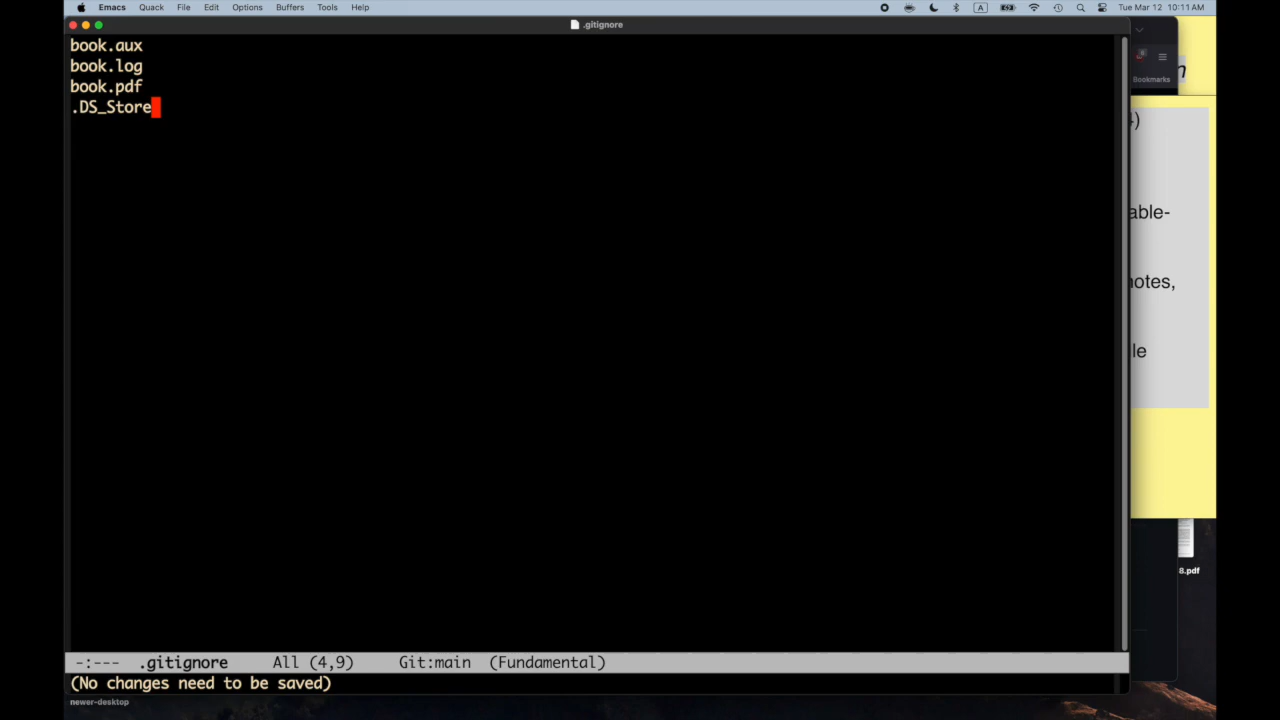 Emacs Quack File Edit Options Buffers Tools Help A Tue Mar 12 10:11 AM
.gitignore
book.aux
book.log
book.pdf
.DS_Store
Bookmarks
4)
able-
notes,
le
8.pdf
-:--- .gitignore All (4,9) Git:main (Fundamental)
(No changes need to be saved)
newer-desktop